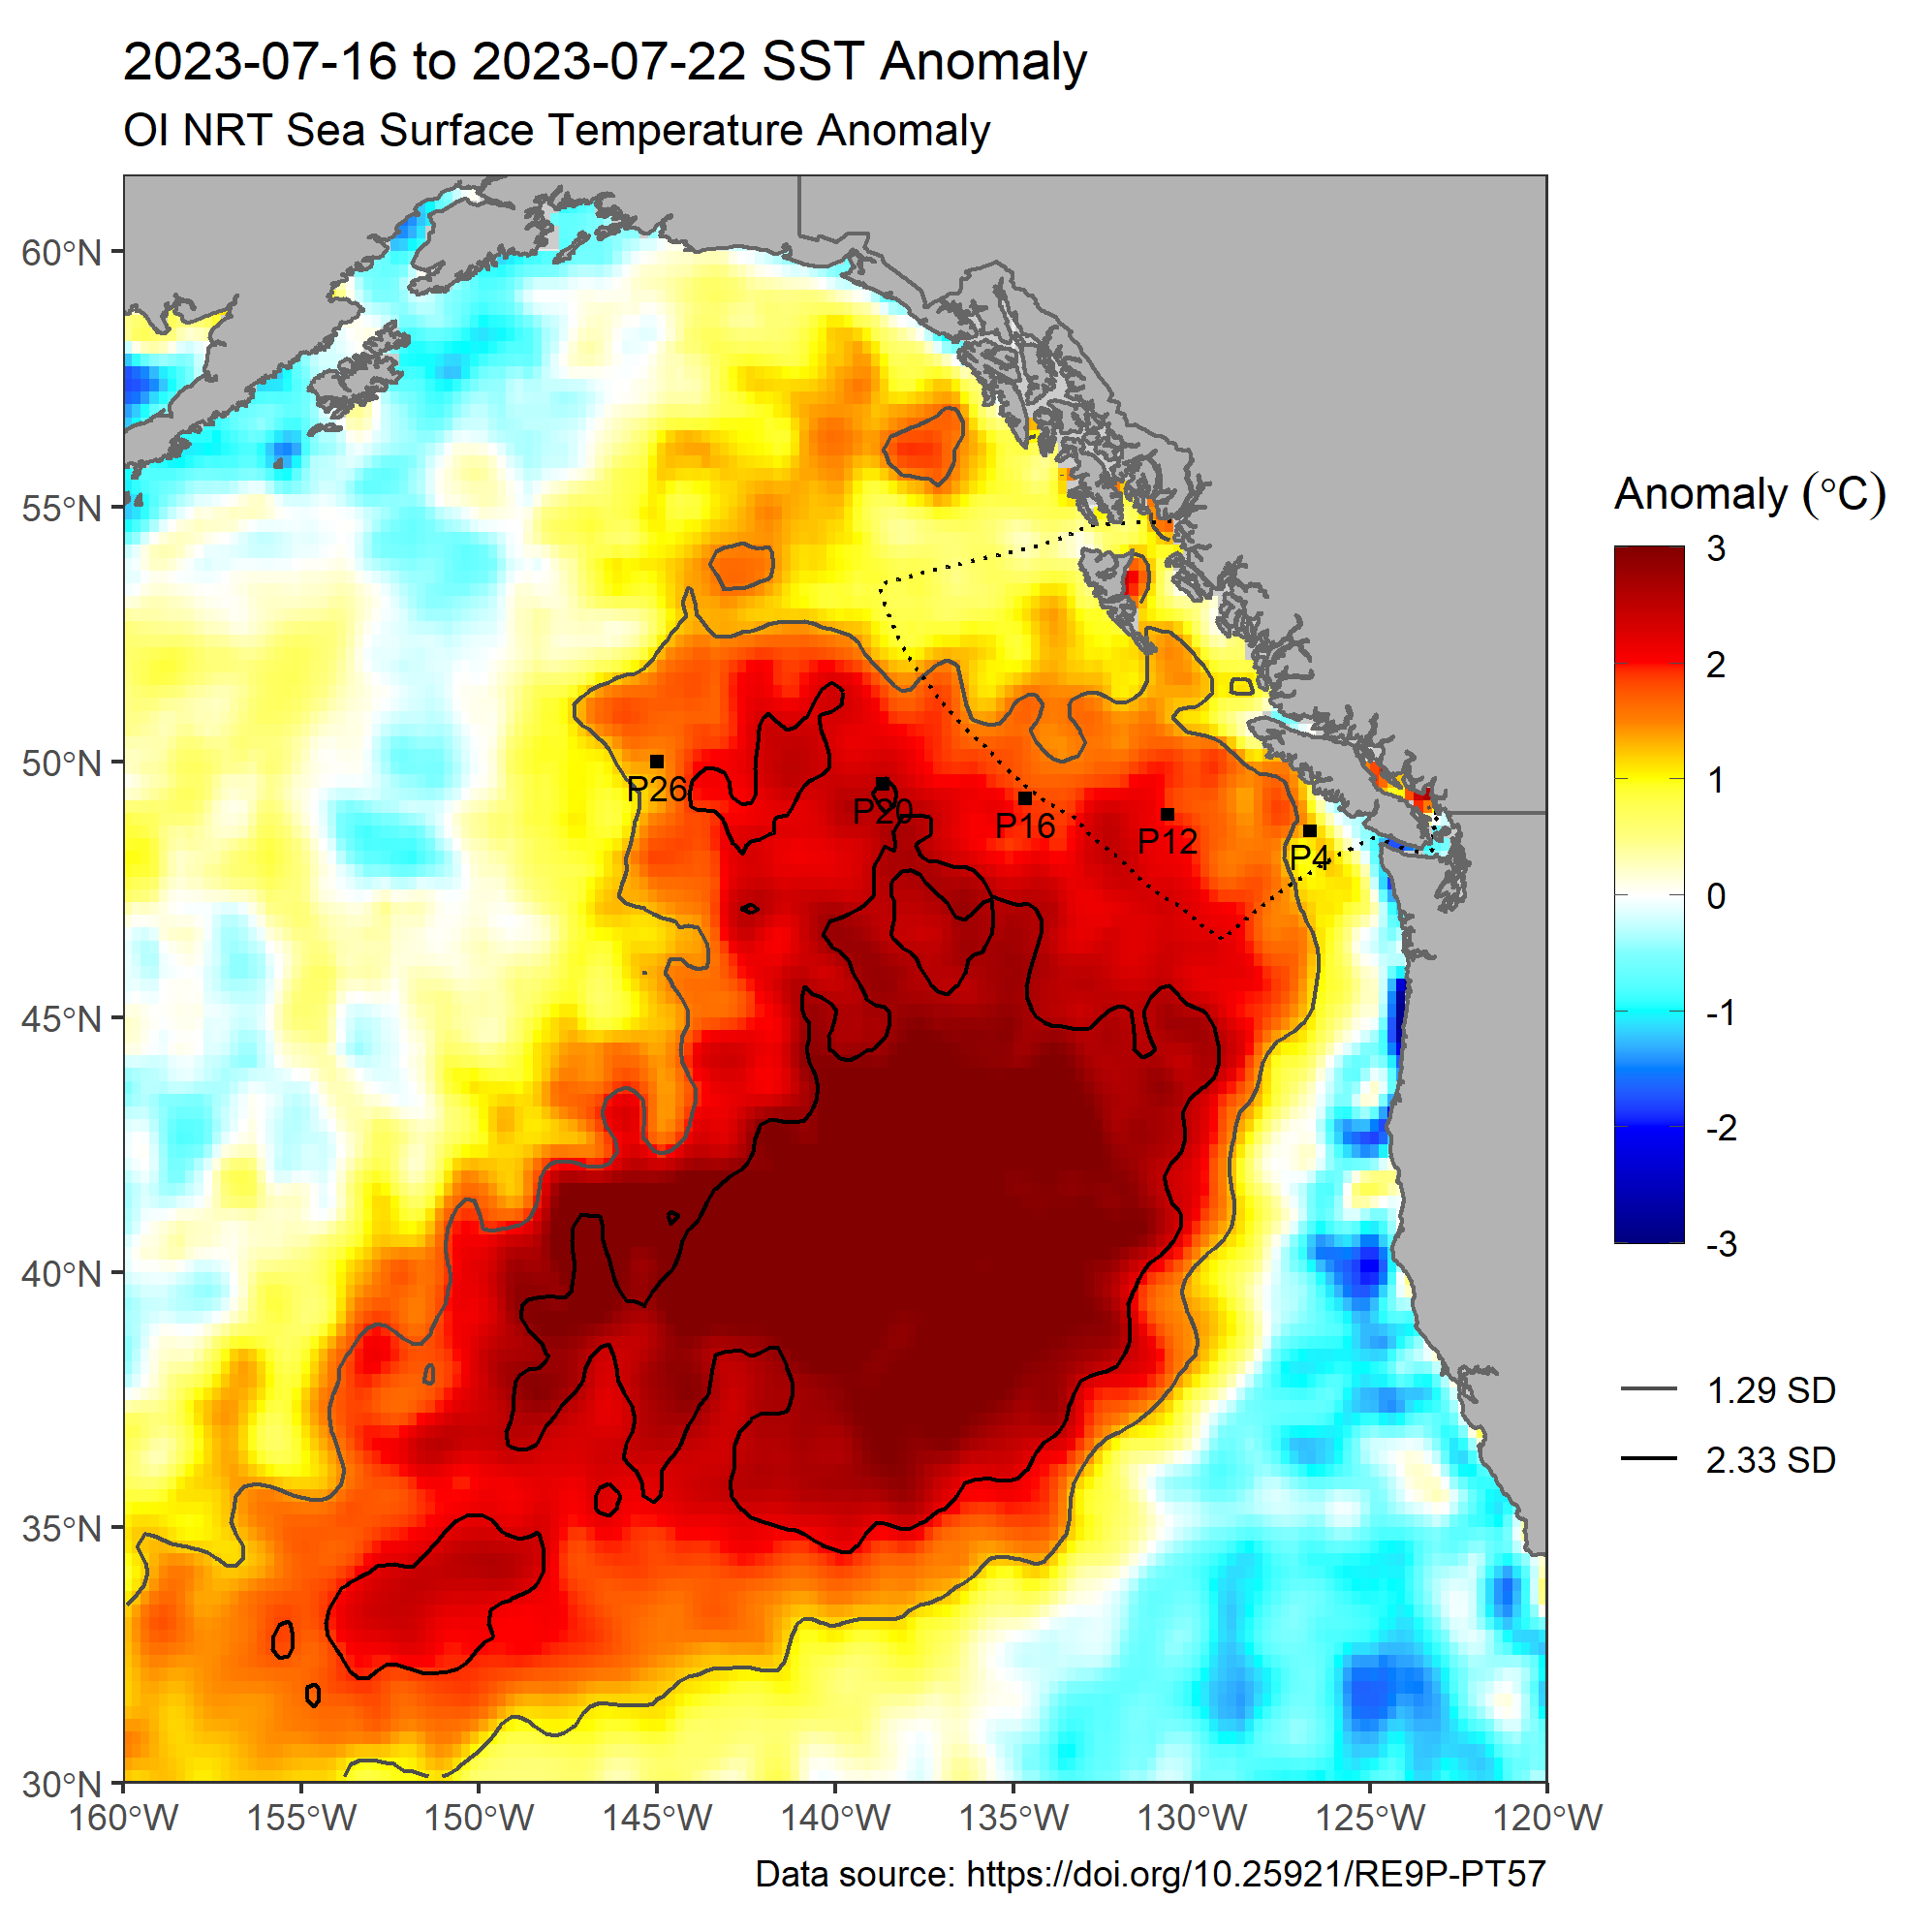 2023-07-16 to 2023-07-22 SST Anomaly
OI NRT Sea Surface Temperature Anomaly
60°N
55°N
50°N
45°N
40°N
35°N
30°N
P26
P20
P16
P12
P4
160°W
155°W
150°W
145°W
140°W
135°W
130°W
125°W
120°W
Anomaly (°C)
3
2
1
0
-1
-2
-3
1.29 SD
2.33 SD
Data source: https://doi.org/10.25921/RE9P-PT57